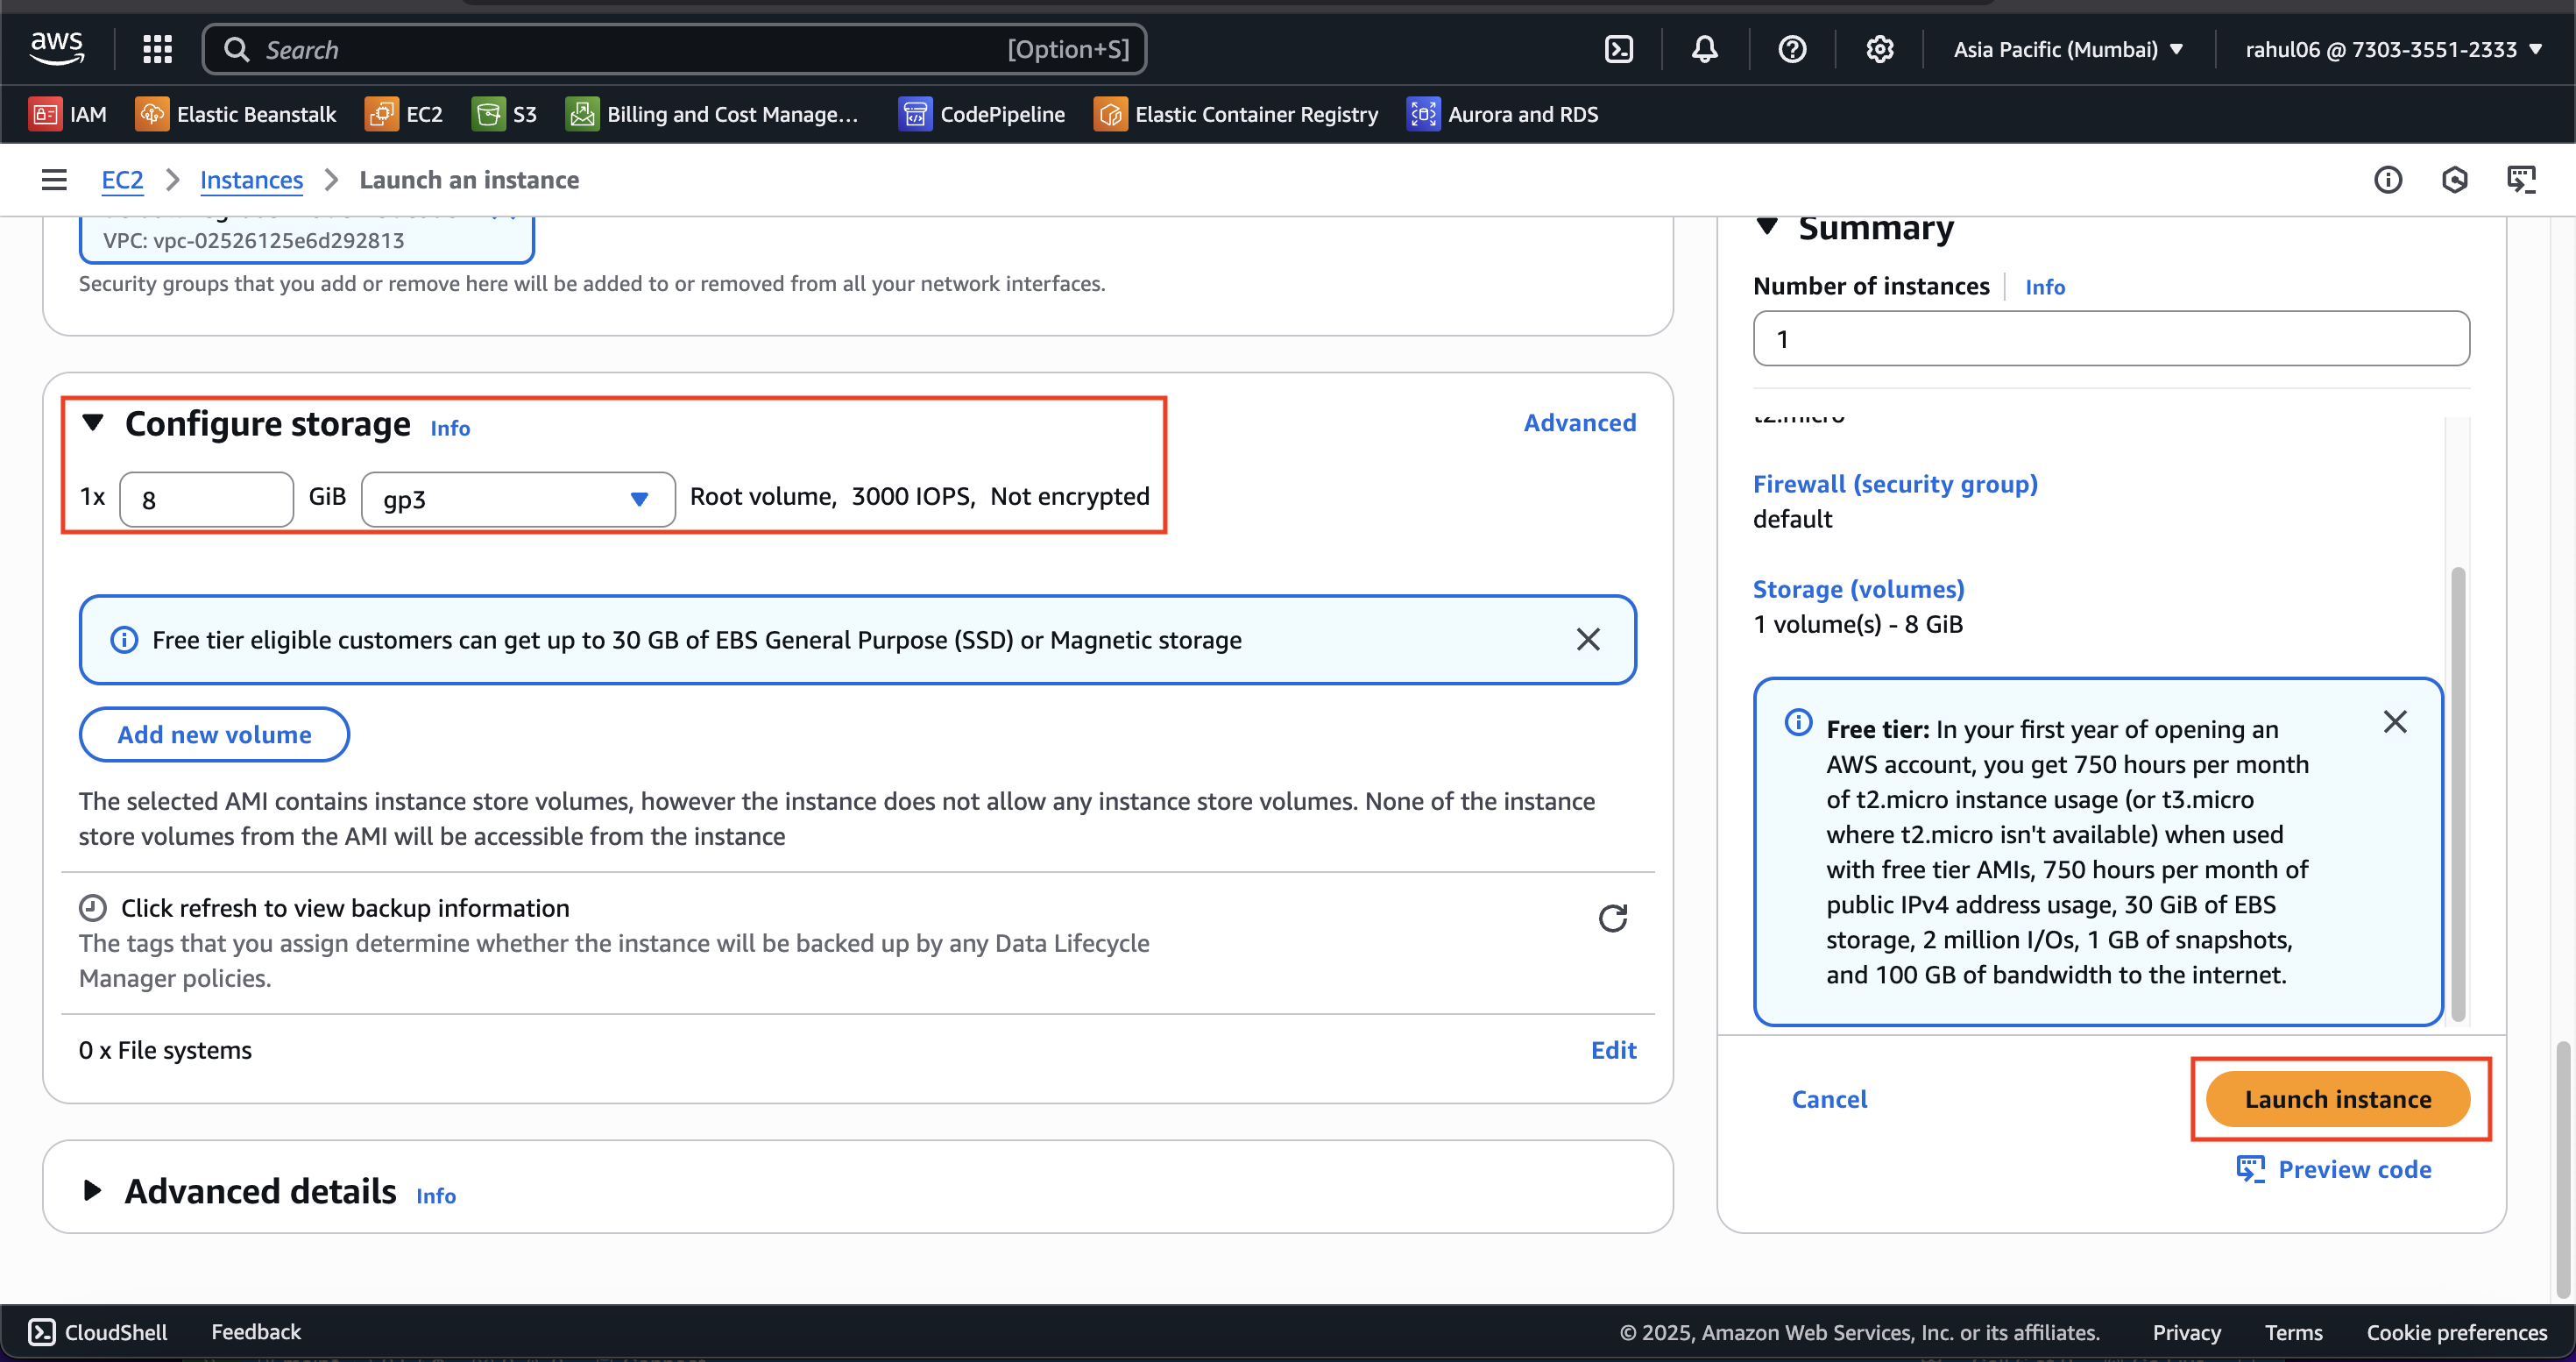 aws
Search [Option+S]
Asia Pacific (Mumbai)
rahul06 @ 7303-3551-2333
IAM
Elastic Beanstalk
EC2
S3
Billing and Cost Manage...
CodePipeline
Elastic Container Registry
Aurora and RDS
EC2
Instances
Launch an instance
VPC: vpc-02526125e6d292813
Security groups that you add or remove here will be added to or removed from all your network interfaces.
Configure storage Info
Advanced
1x 8 GiB gp3 Root volume, 3000 IOPS, Not encrypted
Free tier eligible customers can get up to 30 GB of EBS General Purpose (SSD) or Magnetic storage
Add new volume
The selected AMI contains instance store volumes, however the instance does not allow any instance store volumes. None of the instance
store volumes from the AMI will be accessible from the instance
Click refresh to view backup information
The tags that you assign determine whether the instance will be backed up by any Data Lifecycle
Manager policies.
0 x File systems
Edit
Advanced details Info
Summary
Number of instances Info
1
t2.micro
Firewall (security group)
default
Storage (volumes)
1 volume(s) - 8 GiB
Free tier: In your first year of opening an
AWS account, you get 750 hours per month
of t2.micro instance usage (or t3.micro
where t2.micro isn't available) when used
with free tier AMIs, 750 hours per month of
public IPv4 address usage, 30 GiB of EBS
storage, 2 million I/Os, 1 GB of snapshots,
and 100 GB of bandwidth to the internet.
Cancel
Launch instance
Preview code
CloudShell
Feedback
© 2025, Amazon Web Services, Inc. or its affiliates.
Privacy
Terms
Cookie preferences